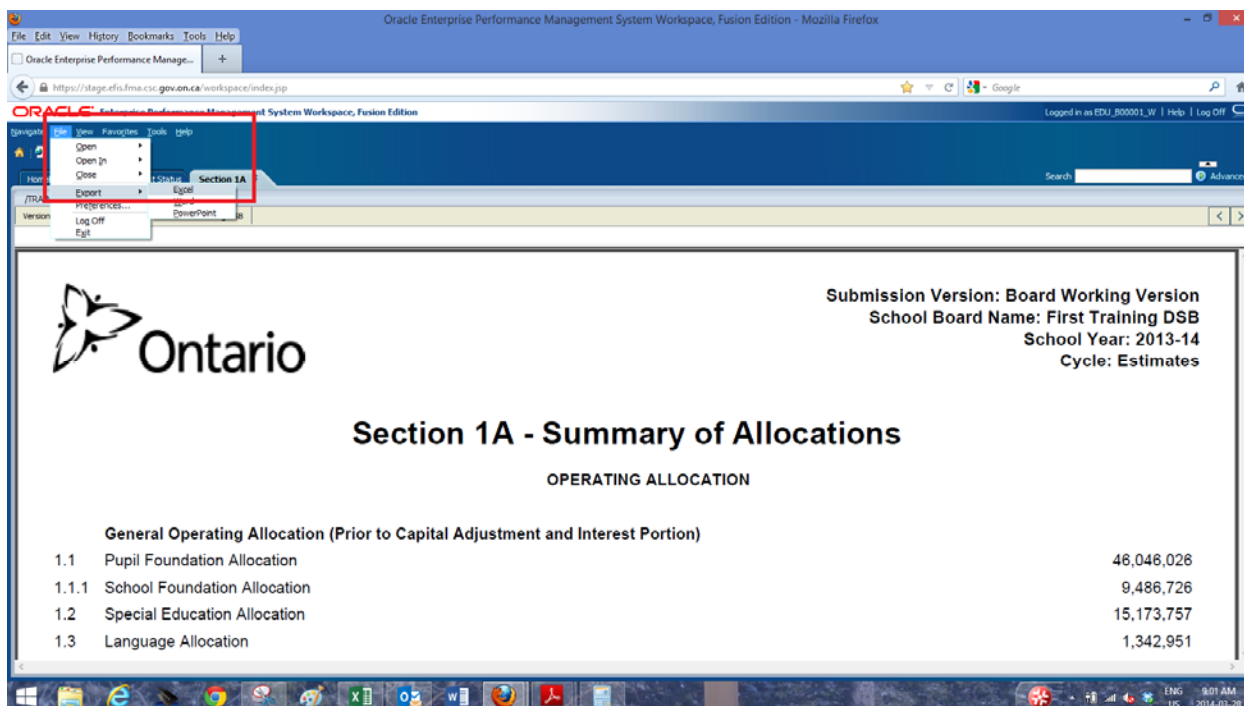 Oracle Enterprise Performance Management System Workspace, Fusion Edition - Mozilla Firefox
File Edit View History Bookmarks Tools Help
Oracle Enterprise Performance Manage... +
https://stage.efis.fma.csc.gov.on.ca/workspace/index.jsp Google
ORACLE Enterprise Performance Management System Workspace, Fusion Edition Logged in as EDU_B00001_W | Help | Log Off
Navigate File View Favorites Tools Help
Open
Open In
Close
Status Section 1A Search Advanced
Export Excel
Word
Preferences...
Version PowerPoint
Log Off
Exit
Ontario
Submission Version: Board Working Version
School Board Name: First Training DSB
School Year: 2013-14
Cycle: Estimates
Section 1A - Summary of Allocations
OPERATING ALLOCATION
General Operating Allocation (Prior to Capital Adjustment and Interest Portion)
1.1 Pupil Foundation Allocation 46,046,026
1.1.1 School Foundation Allocation 9,486,726
1.2 Special Education Allocation 15,173,757
1.3 Language Allocation 1,342,951
ENG 9:01 AM
US 2014-03-28